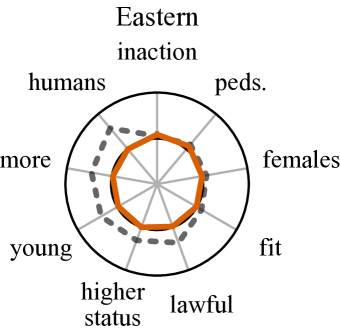 Eastern
inaction
humans
peds.
more
females
young
fit
higher
status
lawful